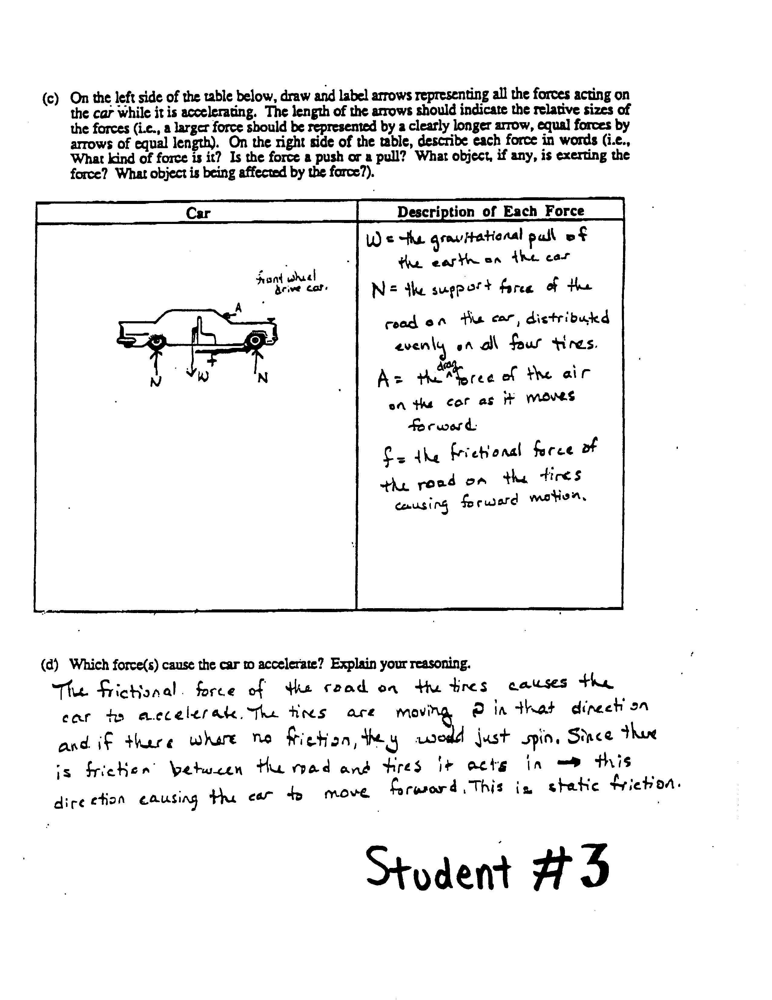 (c) On the left side of the table below, draw and label arrows representing all the forces acting on
the car while it is accelerating. The length of the arrows should indicate the relative sizes of
the forces (i.e., a larger force should be represented by a clearly longer arrow, equal forces by
arrows of equal length). On the right side of the table, describe each force in words (i.e.,
What kind of force is it? Is the force a push or a pull? What object, if any, is exerting the
force? What object is being affected by the force?).
Car
front wheel
drive car.
A
f
N
W
N
Description of Each Force
W = the gravitational pull of
the earth on the car
N = the support force of the
road on the car, distributed
evenly on all four tires.
A = the drag force of the air
on the car as it moves
forward.
f = the frictional force of
the road on the tires
causing forward motion.
(d) Which force(s) cause the car to accelerate? Explain your reasoning.
The frictional force of the road on the tires causes the
car to accelerate. The tires are moving ↻ in that direction
and if there where no friction, they would just spin. Since there
is friction between the road and tires it acts in → this
direction causing the car to move forward. This is static friction.
Student #3